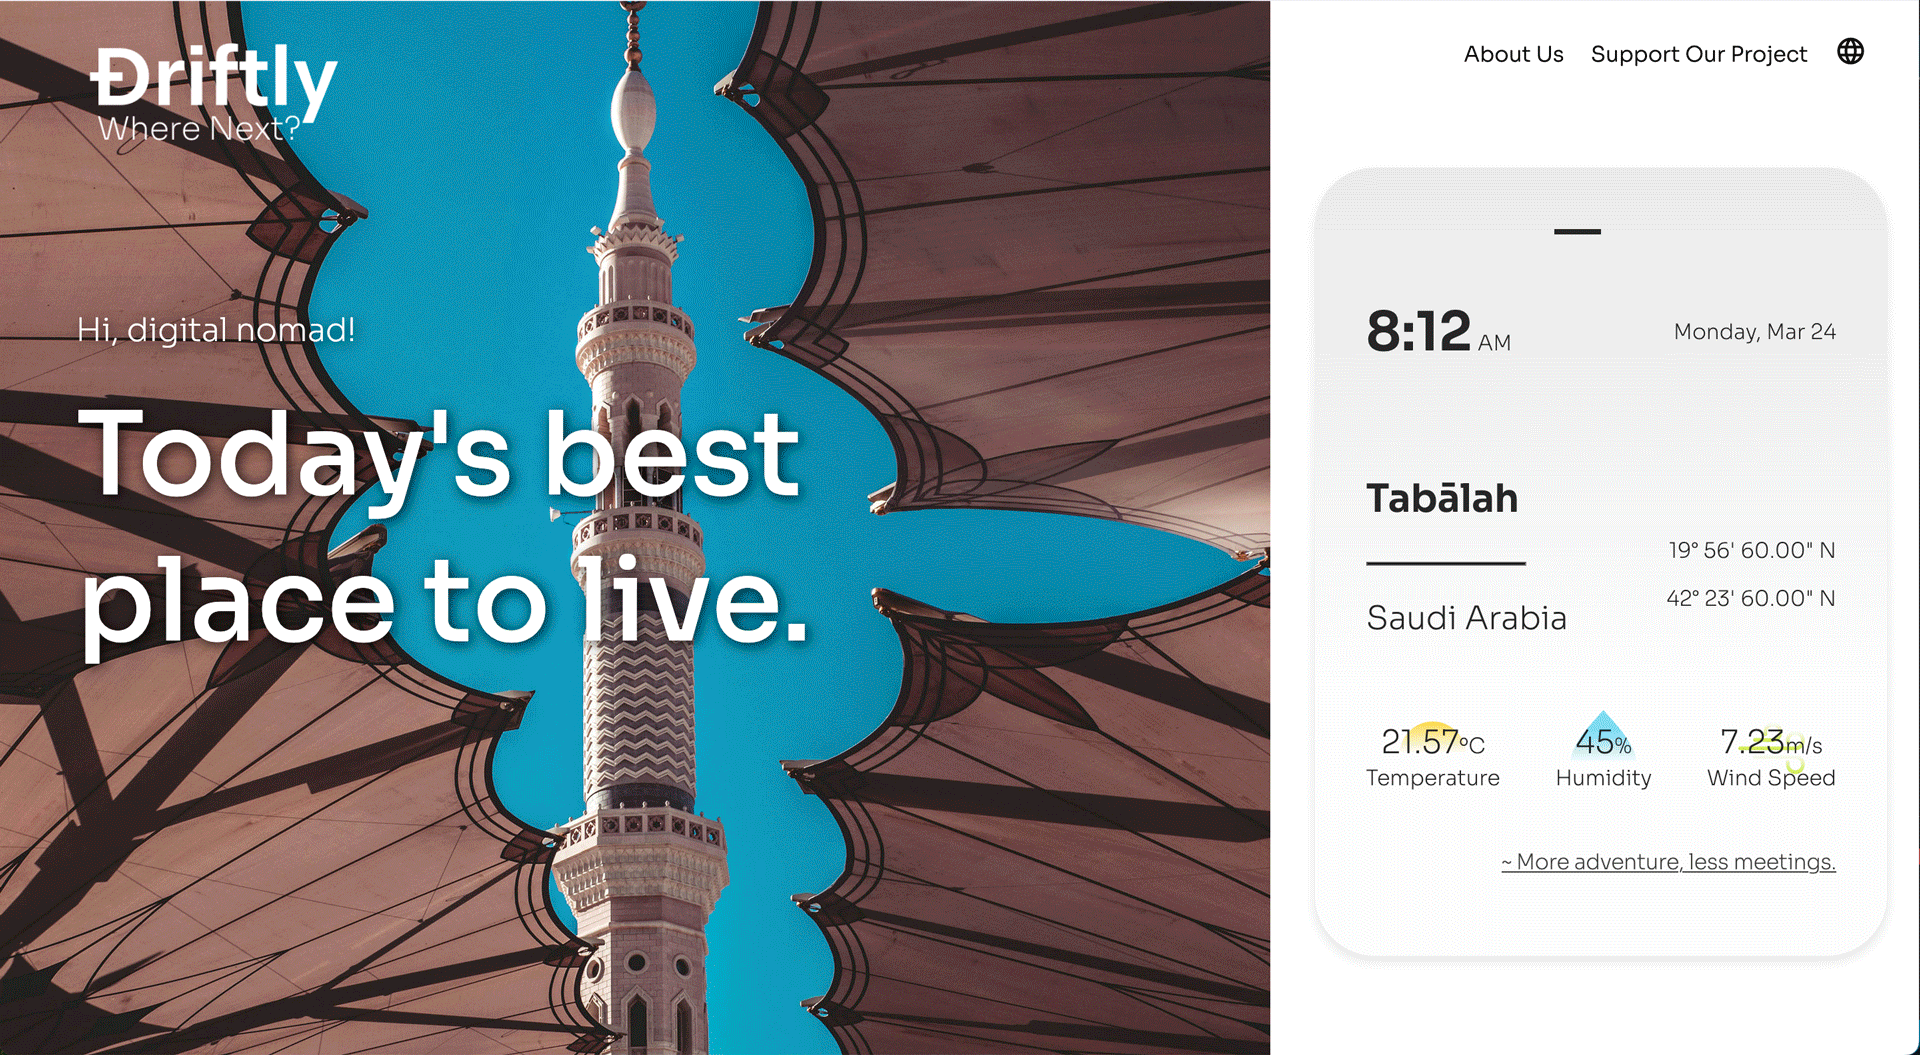 Driftly
Where Next?
About Us Support Our Project
Hi, digital nomad!
Today's best
place to live.
8:12 AM
Monday, Mar 24
Tabālah
Saudi Arabia
19° 56' 60.00" N
42° 23' 60.00" N
21.57°C
Temperature
45%
Humidity
7.23m/s
Wind Speed
~ More adventure, less meetings.